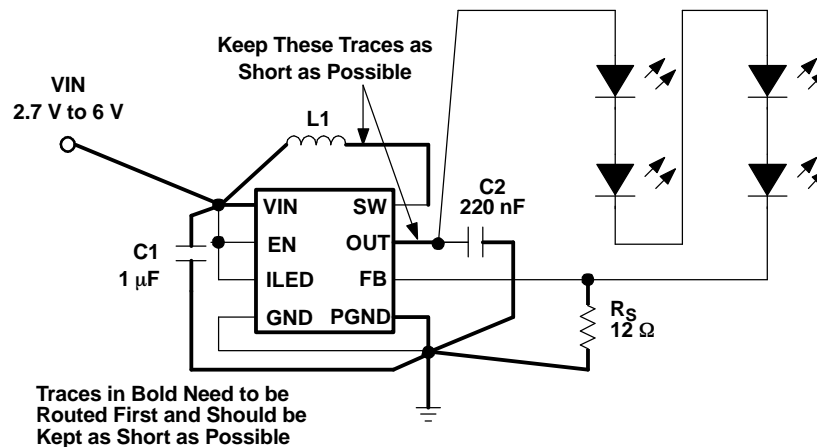 Keep These Traces as
Short as Possible
VIN
2.7 V to 6 V
L1
C2
220 nF
VIN
SW
EN
OUT
C1
1 μF
ILED
FB
GND
PGND
RS
12 Ω
Traces in Bold Need to be
Routed First and Should be
Kept as Short as Possible